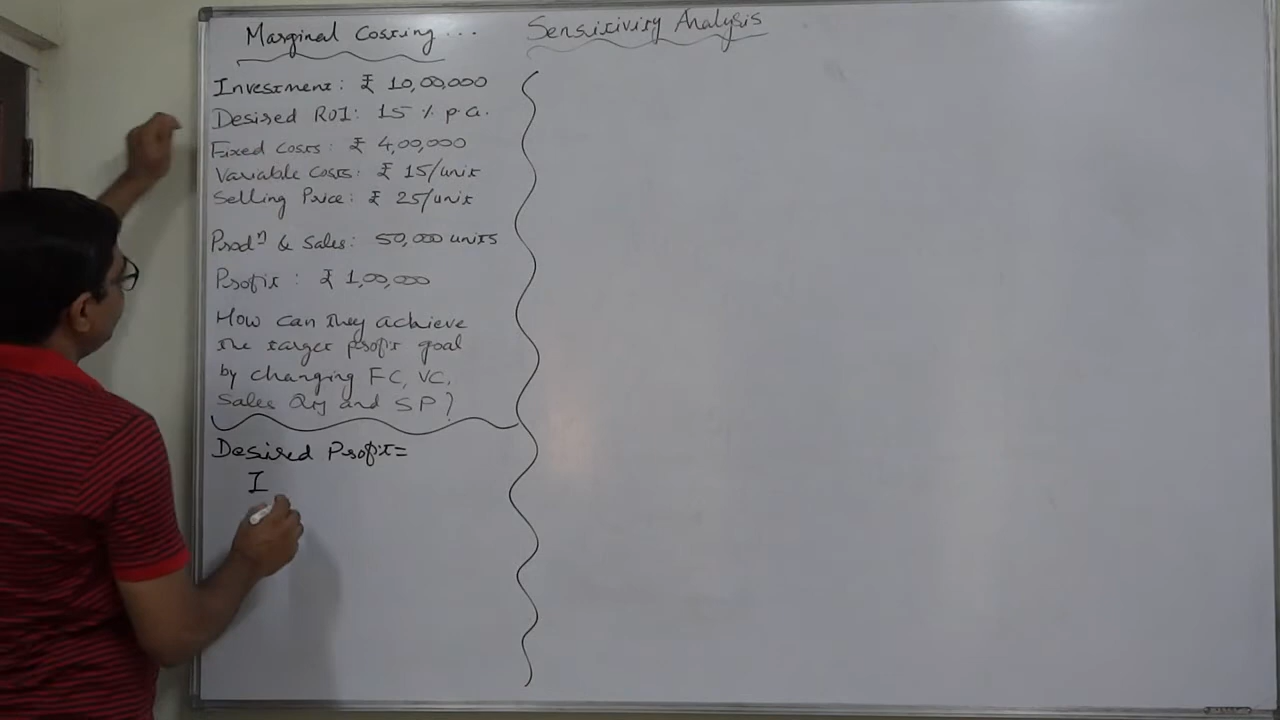 Marginal Costing...
Sensitivity Analysis
Investment: ₹ 10,00,000
Desired ROI: 15 % p.a.
Fixed Costs: ₹ 4,00,000
Variable Costs: ₹ 15/unit
Selling Price: ₹ 25/unit
Prodⁿ & Sales: 50,000 units
Profit: ₹ 1,00,000
How can they achieve
the target profit goal
by changing FC, VC,
Sales Qty and SP?
Desired Profit=
I